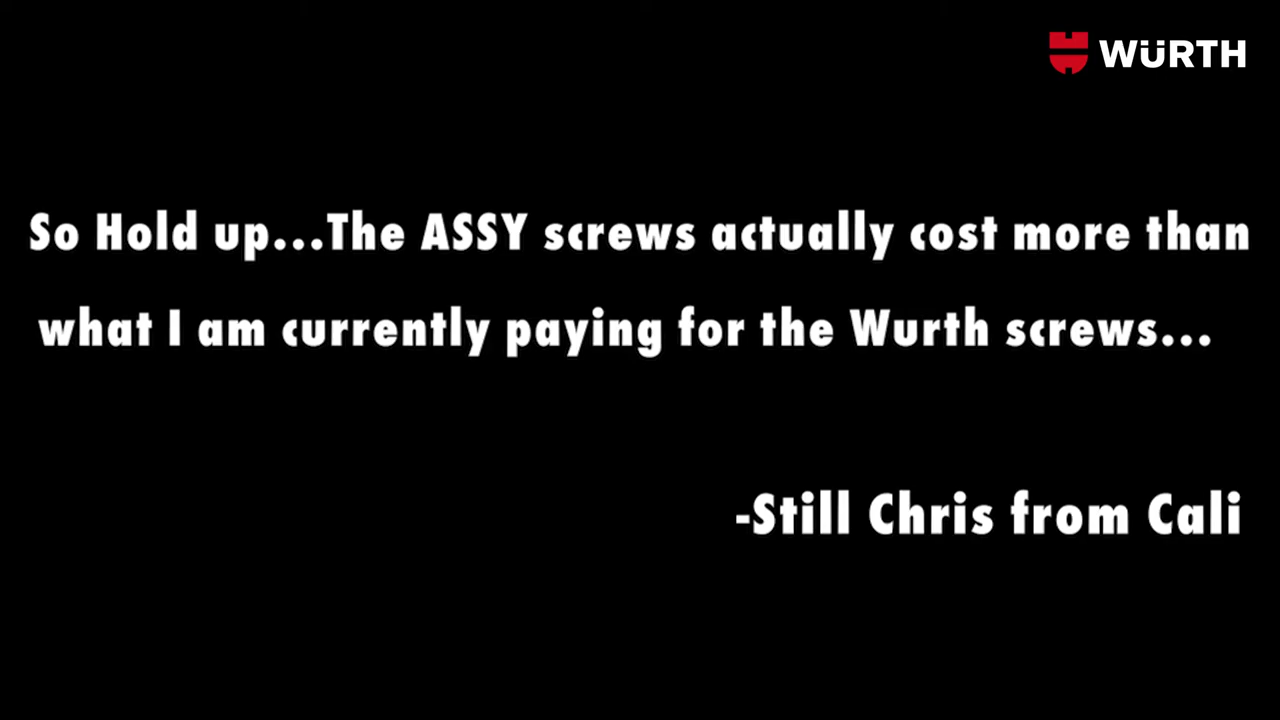 WÜRTH
So Hold up...The ASSY screws actually cost more than
what I am currently paying for the Wurth screws...
-Still Chris from Cali